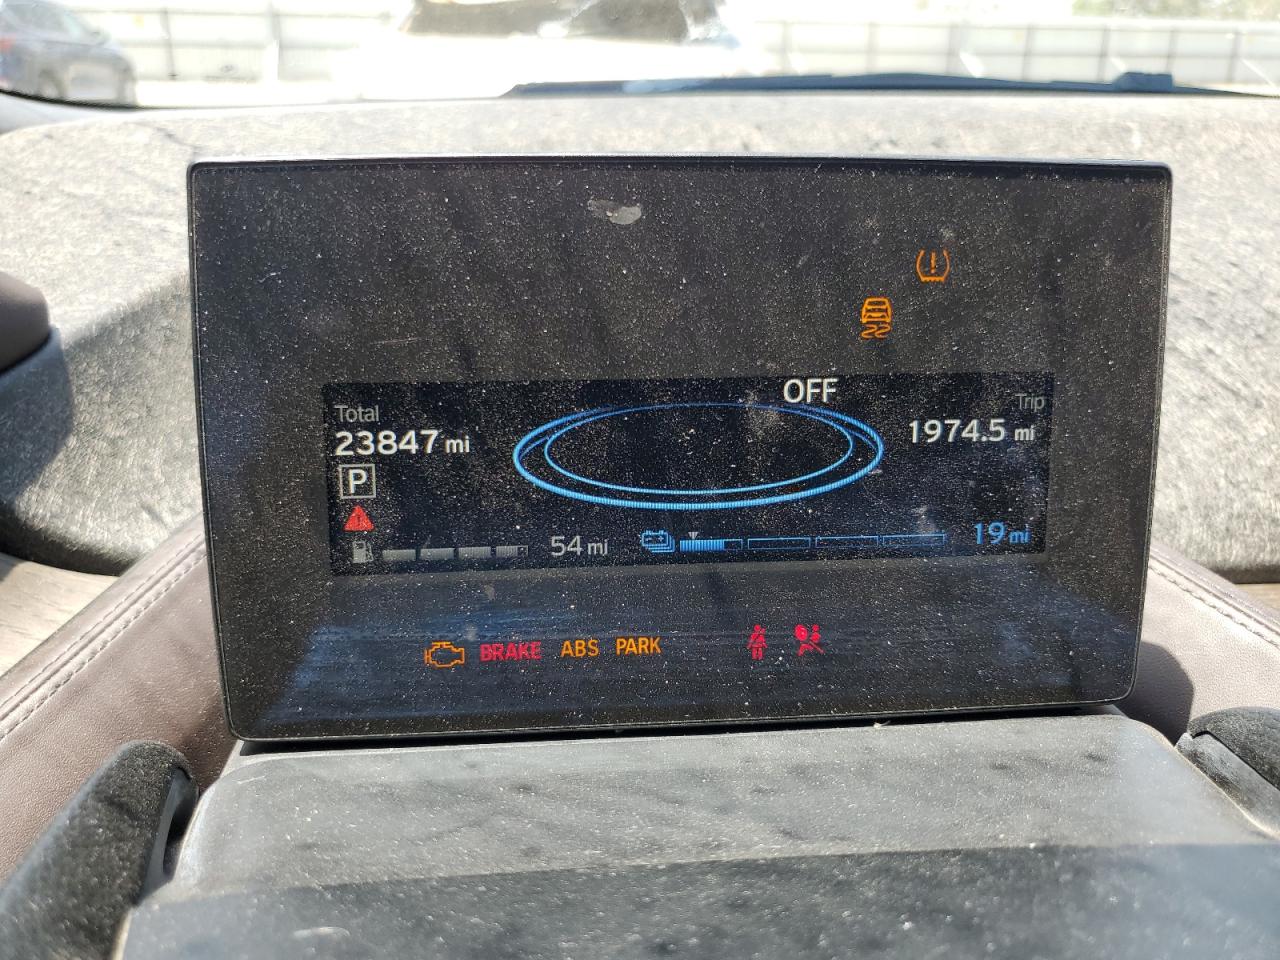 OFF
Total
Trip
23847 mi
1974.5 mi
P
54 mi
19 mi
BRAKE ABS PARK